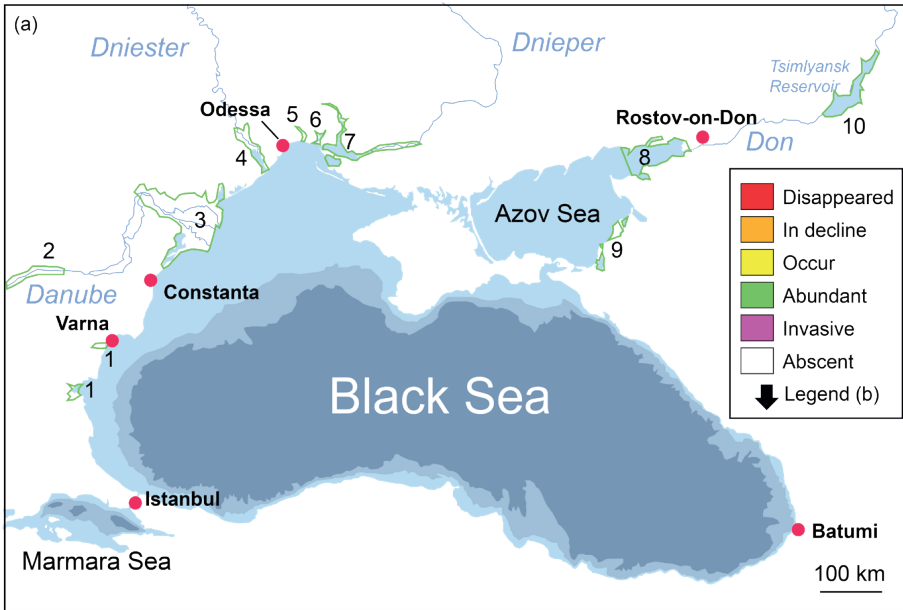 (a)
Dniester
Dnieper
Tsimlyansk
Reservoir
Odessa
5
6
7
4
Rostov-on-Don
Don
10
8
Azov Sea
9
3
2
Danube
Constanta
Varna
1
1
Black Sea
Istanbul
Marmara Sea
Batumi
100 km
Disappeared
In decline
Occur
Abundant
Invasive
Abscent
Legend (b)